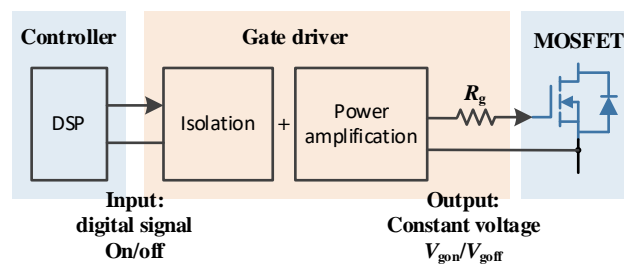 Controller
Gate driver
MOSFET
DSP
Isolation
+
Power
amplification
Rg
Input:
digital signal
On/off
Output:
Constant voltage
Vgon/Vgoff